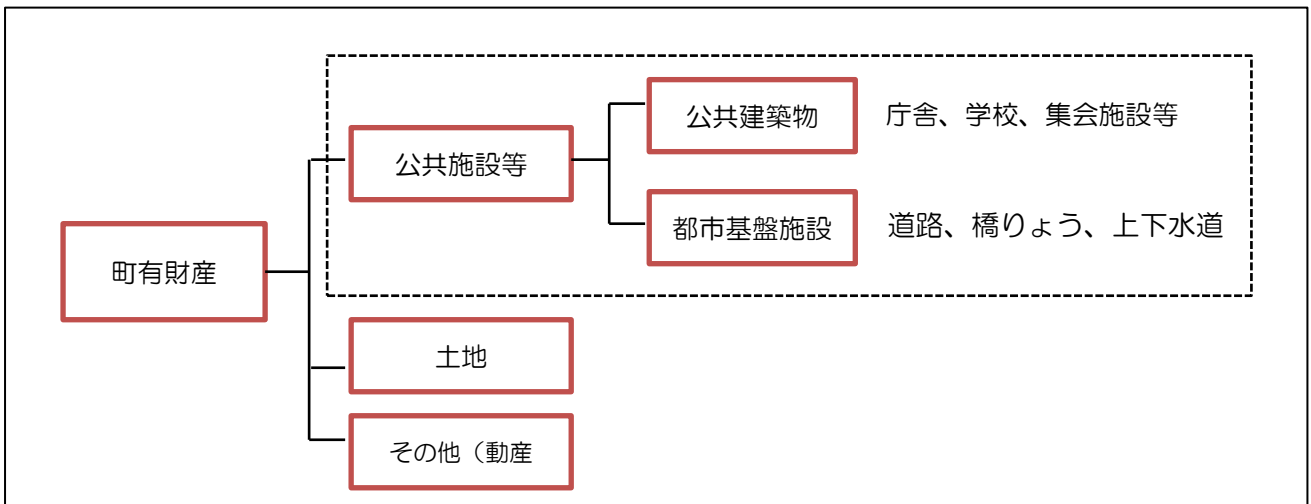 公共建築物 庁舎、学校、集会施設等
公共施設等
都市基盤施設 道路、橋りょう、上下水道
町有財産
土地
その他（動産